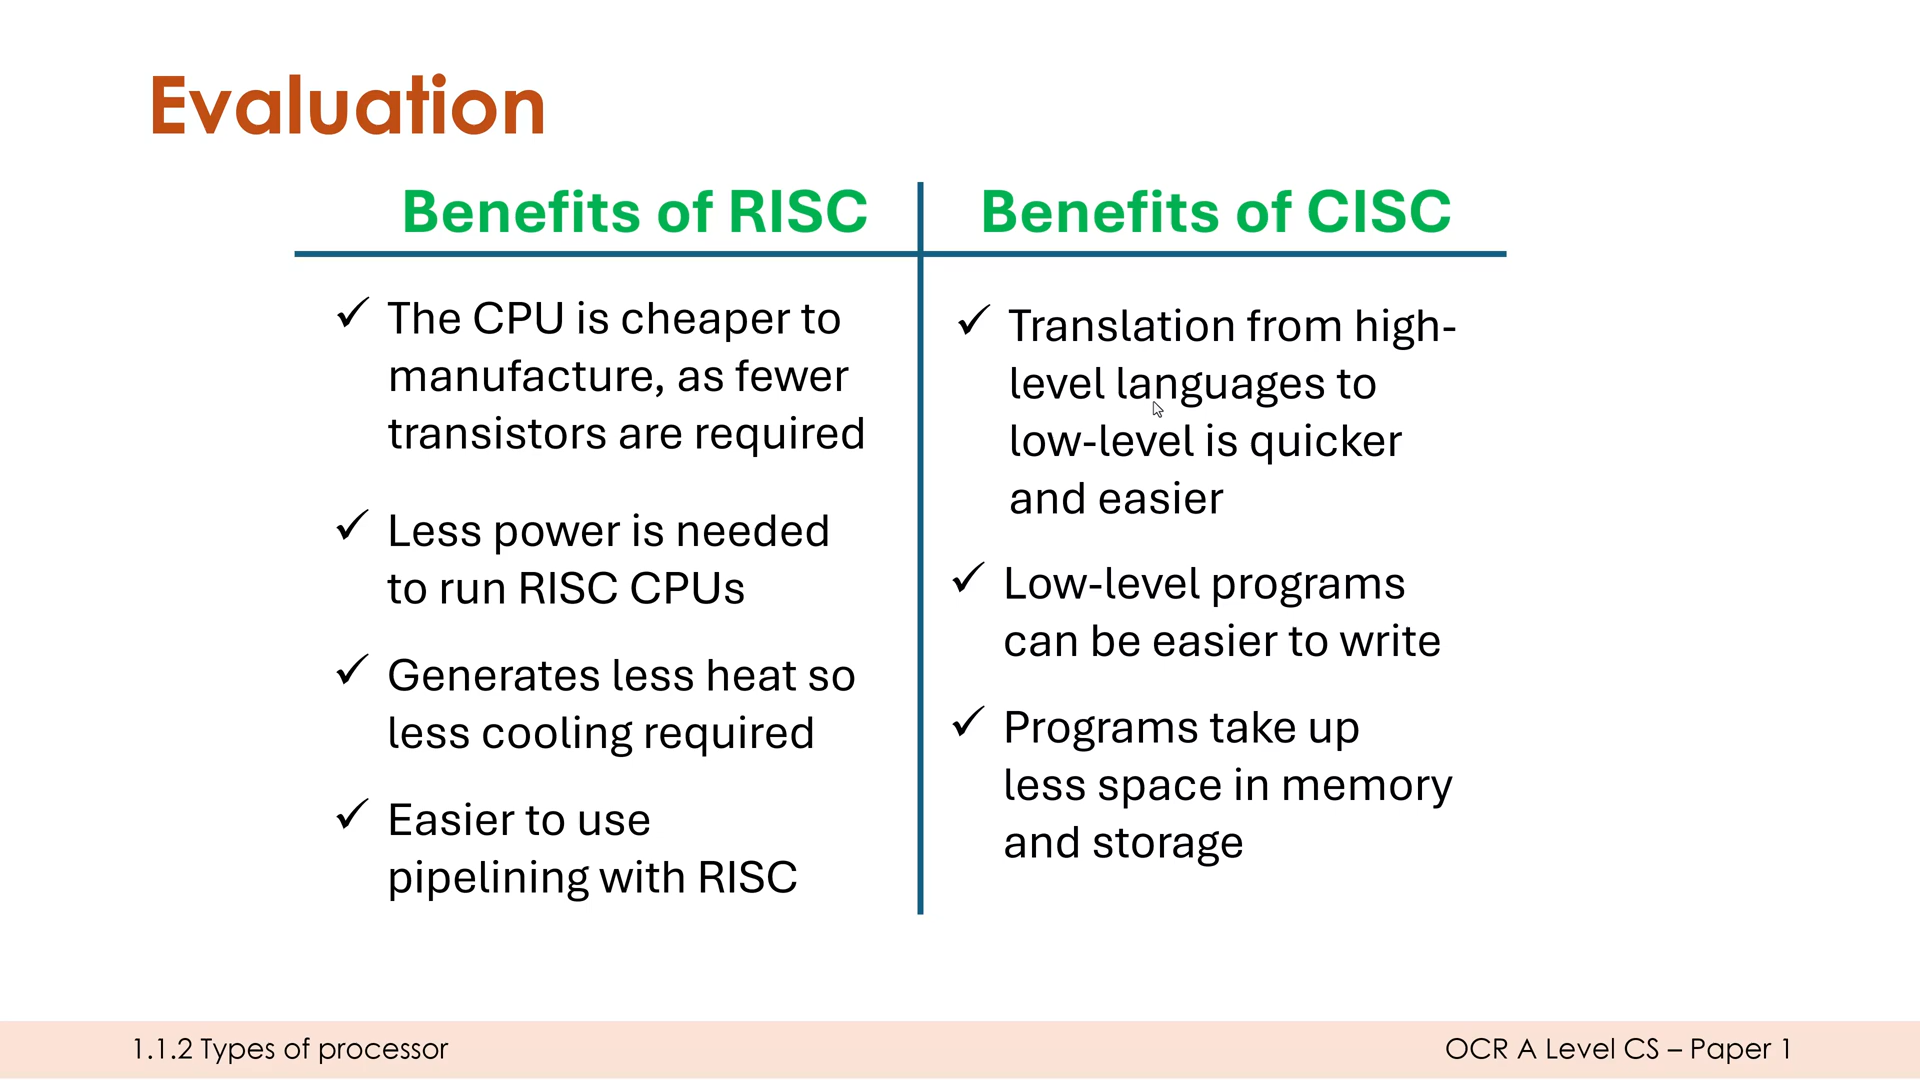 Evaluation
Benefits of RISC
✓ The CPU is cheaper to
manufacture, as fewer
transistors are required
✓ Less power is needed
to run RISC CPUs
✓ Generates less heat so
less cooling required
✓ Easier to use
pipelining with RISC
Benefits of CISC
✓ Translation from high-
level languages to
low-level is quicker
and easier
✓ Low-level programs
can be easier to write
✓ Programs take up
less space in memory
and storage
1.1.2 Types of processor
OCR A Level CS – Paper 1